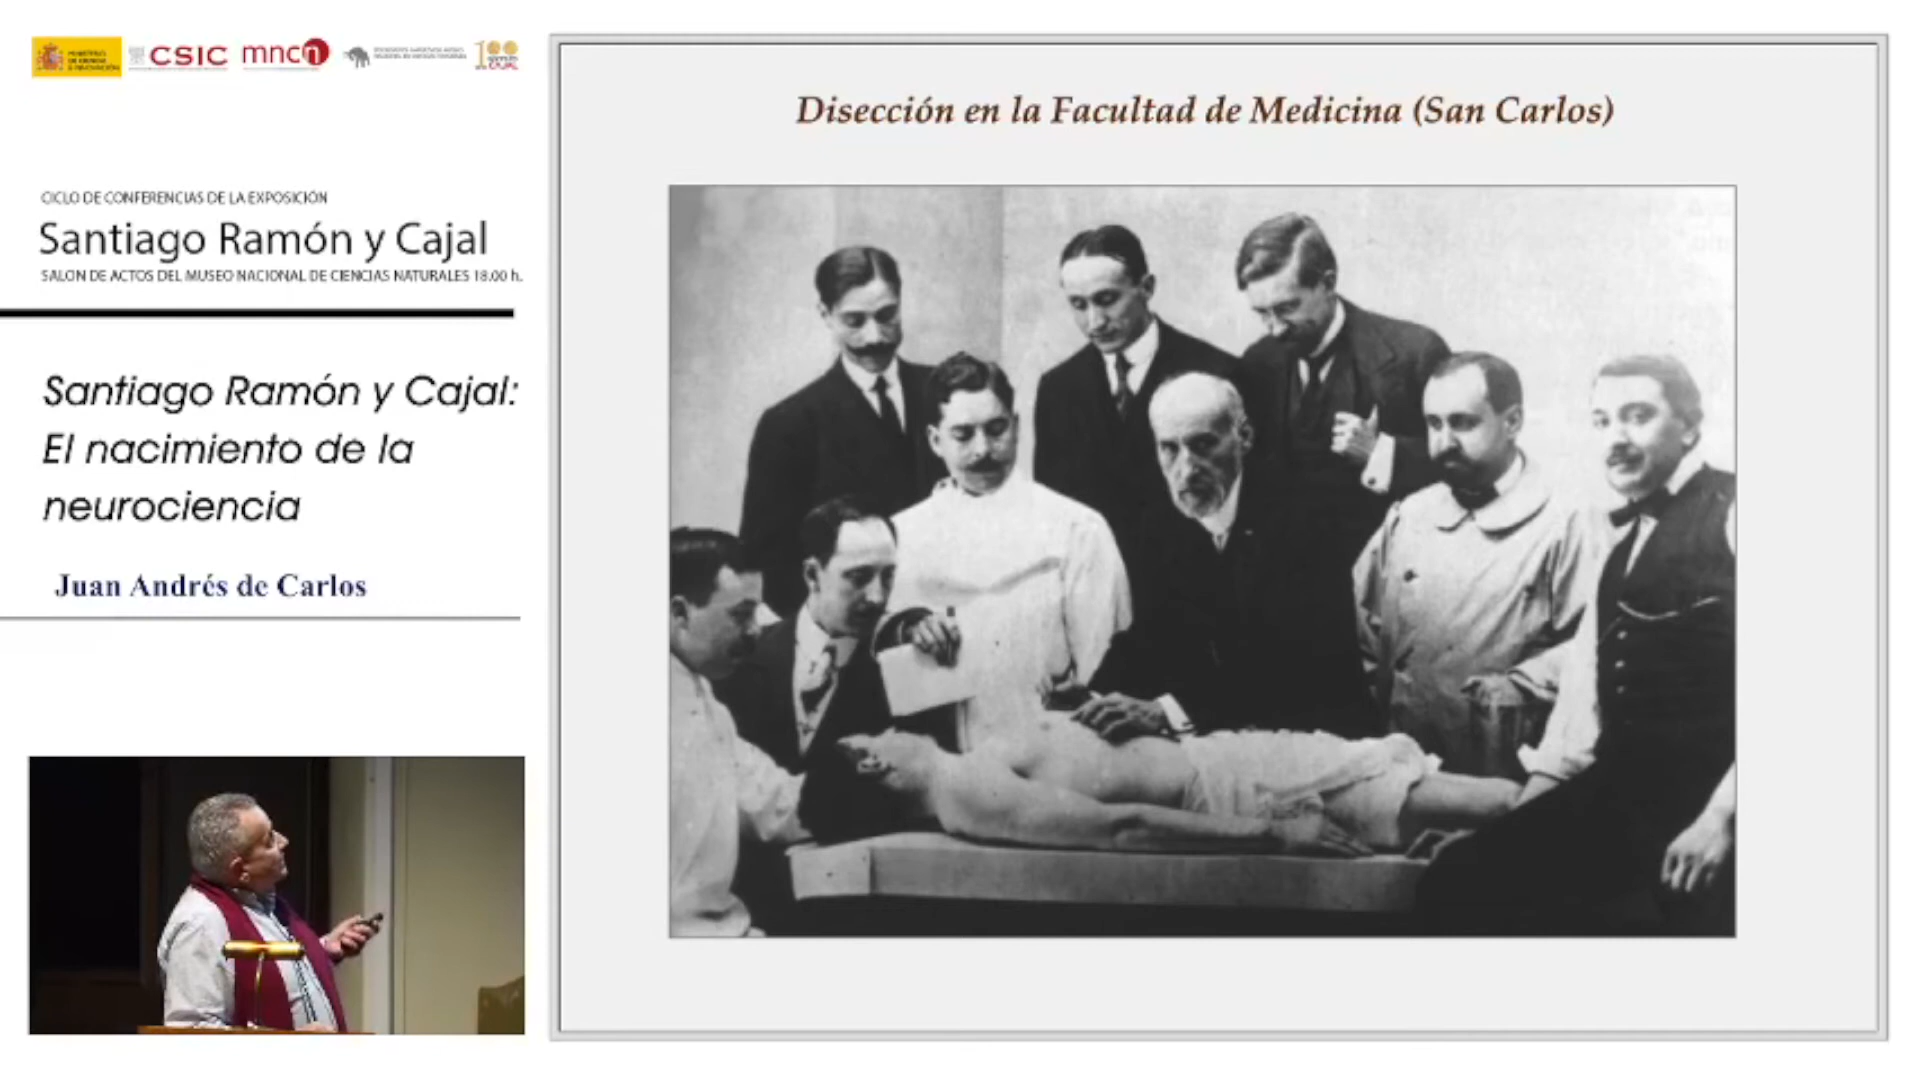 CSIC
mncn
CICLO DE CONFERENCIAS DE LA EXPOSICIÓN
Santiago Ramón y Cajal
SALON DE ACTOS DEL MUSEO NACIONAL DE CIENCIAS NATURALES 18.00 h.
Santiago Ramón y Cajal:
El nacimiento de la
neurociencia
Juan Andrés de Carlos
Disección en la Facultad de Medicina (San Carlos)